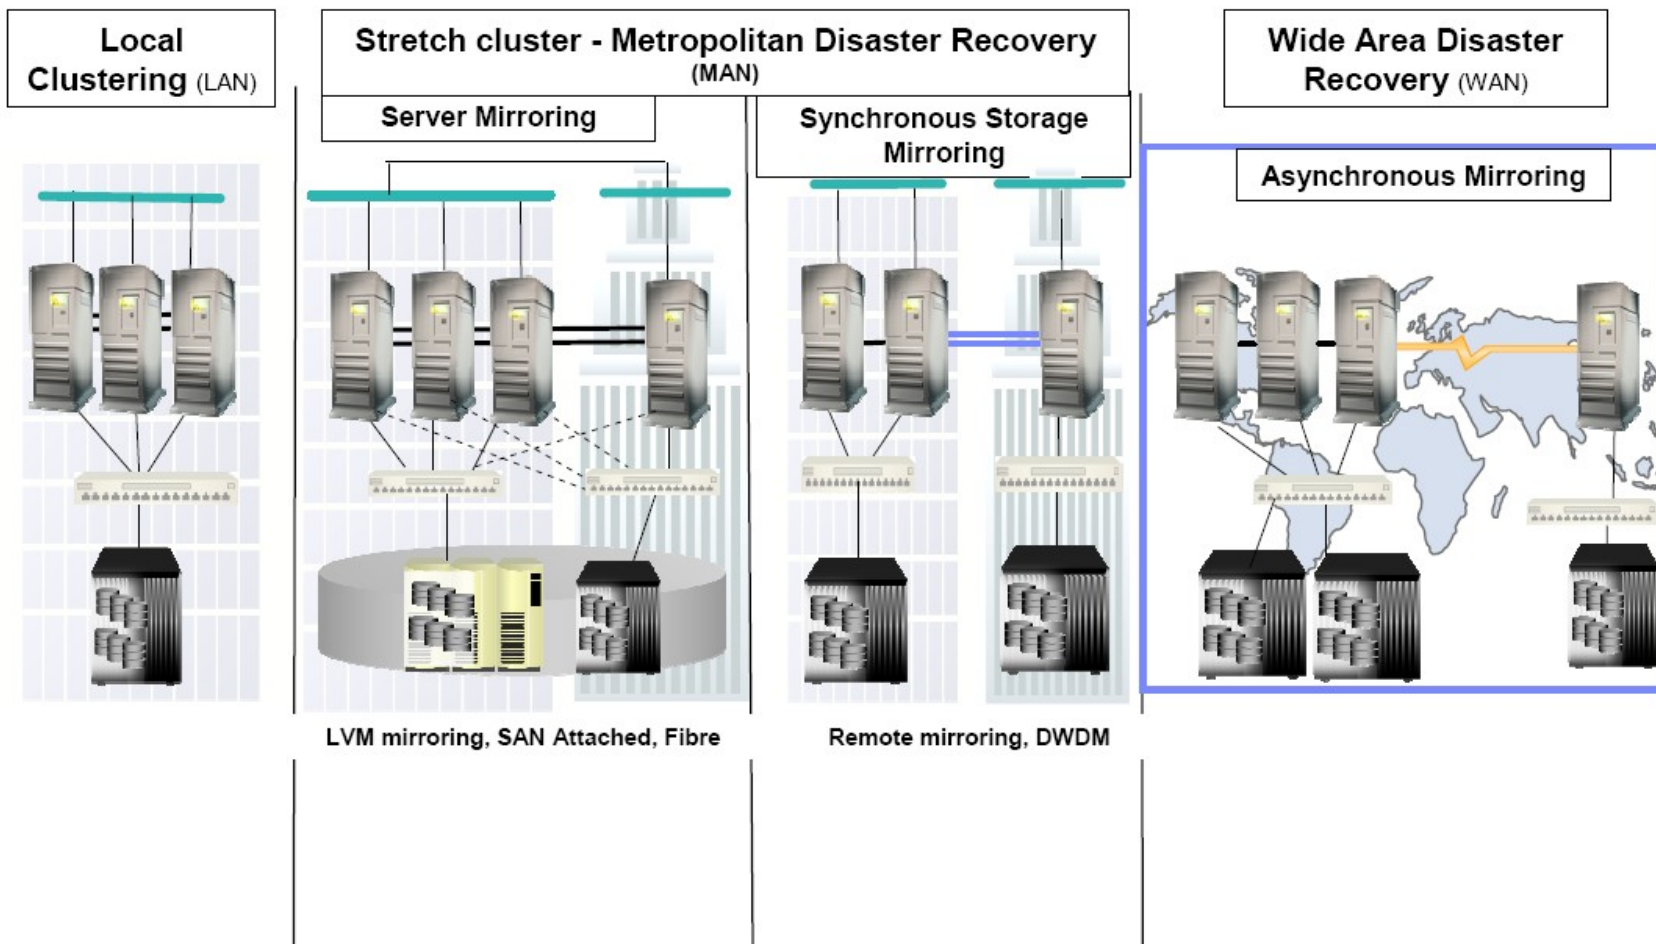 Local
Clustering (LAN)
Stretch cluster - Metropolitan Disaster Recovery
(MAN)
Wide Area Disaster
Recovery (WAN)
Server Mirroring
Synchronous Storage
Mirroring
Asynchronous Mirroring
LVM mirroring, SAN Attached, Fibre
Remote mirroring, DWDM